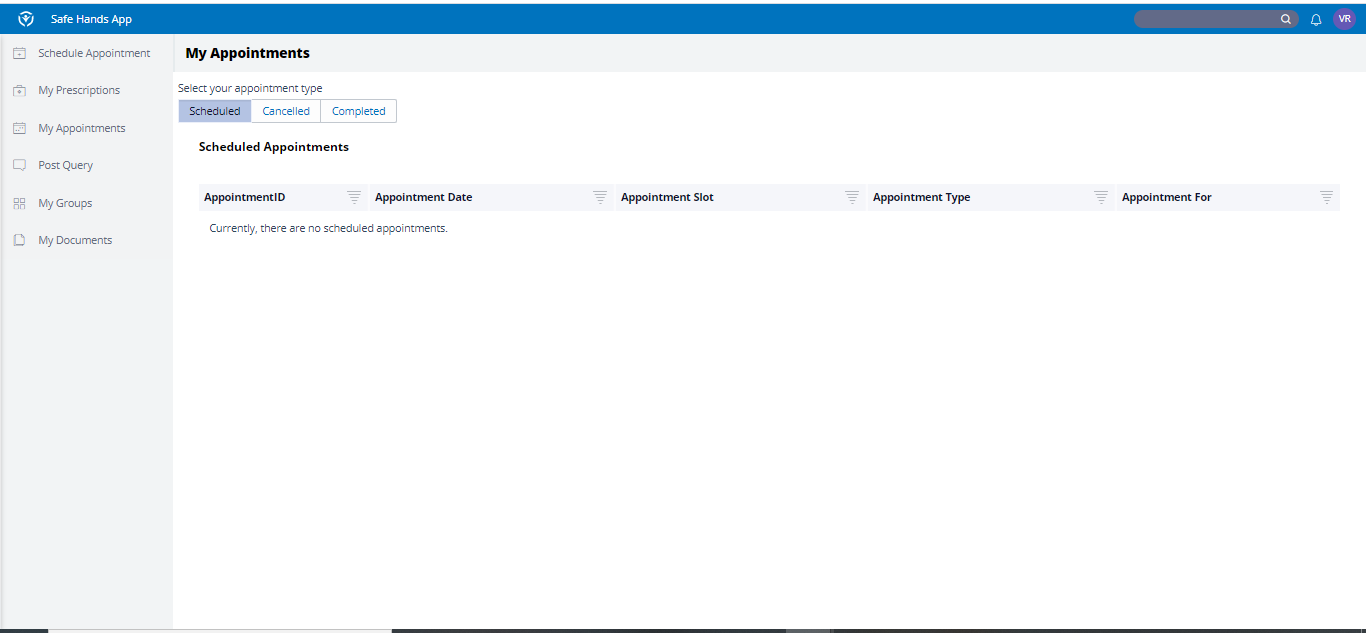 Safe Hands App
VR
Schedule Appointment
My Prescriptions
My Appointments
Post Query
My Groups
My Documents
My Appointments
Select your appointment type
Scheduled Cancelled Completed
Scheduled Appointments
AppointmentID Appointment Date Appointment Slot Appointment Type Appointment For
Currently, there are no scheduled appointments.